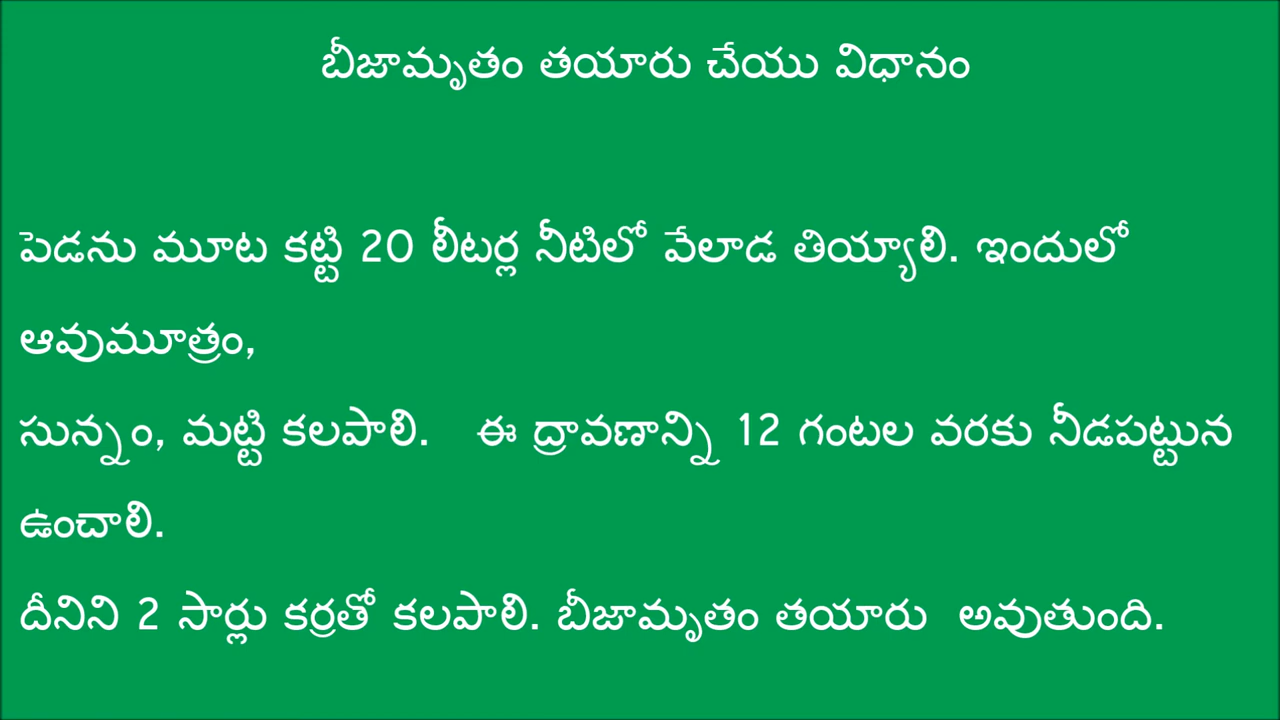 బీజామృతం తయారు చేయు విధానం
పెడను మూట కట్టి 20 లీటర్ల నీటిలో వేలాడ తియ్యాలి. ఇందులో
ఆవుమూత్రం,
సున్నం, మట్టి కలపాలి. ఈ ద్రావణాన్ని 12 గంటల వరకు నీడపట్టున
ఉంచాలి.
దీనిని 2 సార్లు కర్రతో కలపాలి. బీజామృతం తయారు అవుతుంది.